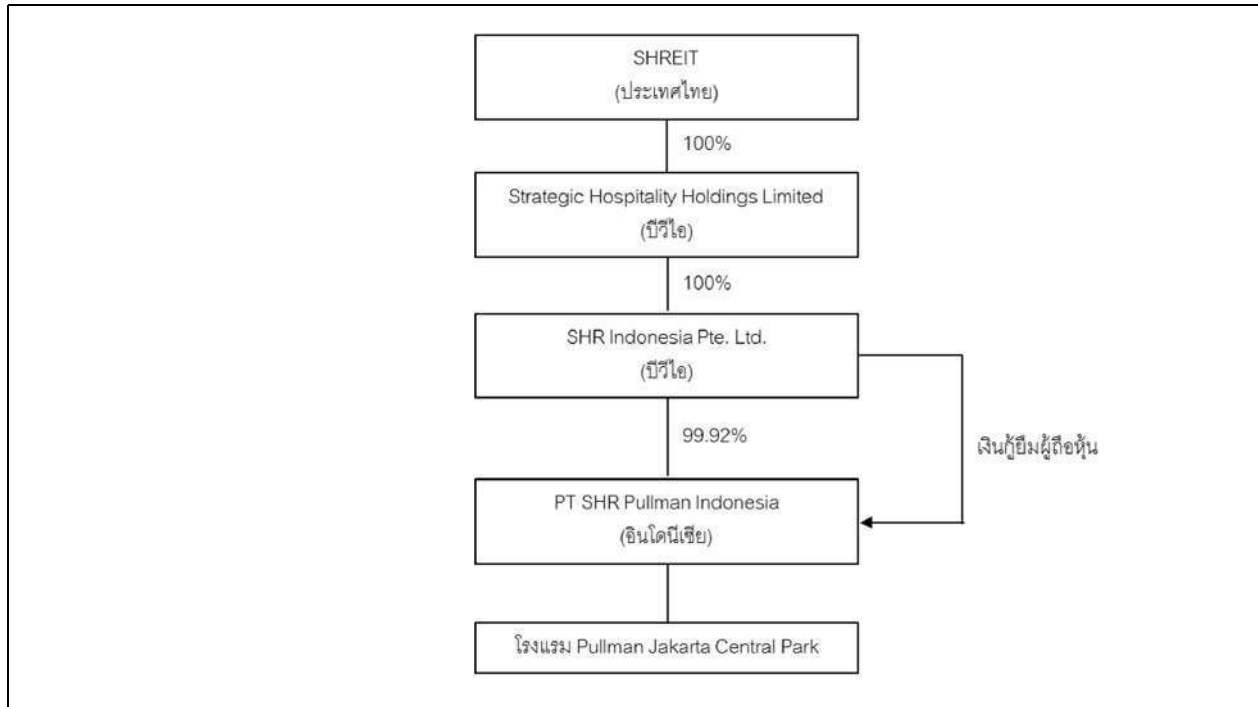 SHREIT
(ประเทศไทย)
100%
Strategic Hospitality Holdings Limited
(บีวีไอ)
100%
SHR Indonesia Pte. Ltd.
(บีวีไอ)
99.92%
เงินกู้ยืมผู้ถือหุ้น
PT SHR Pullman Indonesia
(อินโดนีเซีย)
โรงแรม Pullman Jakarta Central Park